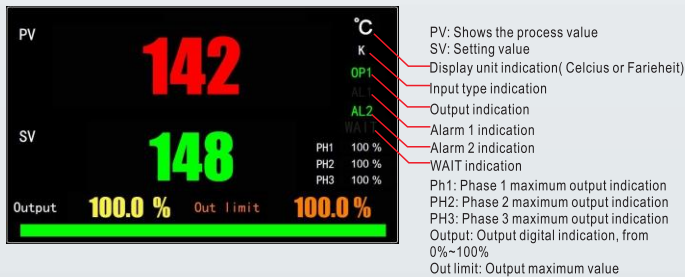 PV
142
°C
K
OP1
AL1
AL2
WAIT
SV
148
PH1 100 %
PH2 100 %
PH3 100 %
Output 100.0 % Out limit 100.0 %
PV: Shows the process value
SV: Setting value
Display unit indication( Celcius or Farieheit)
Input type indication
Output indication
Alarm 1 indication
Alarm 2 indication
WAIT indication
Ph1: Phase 1 maximum output indication
PH2: Phase 2 maximum output indication
PH3: Phase 3 maximum output indication
Output: Output digital indication, from
0%~100%
Out limit: Output maximum value